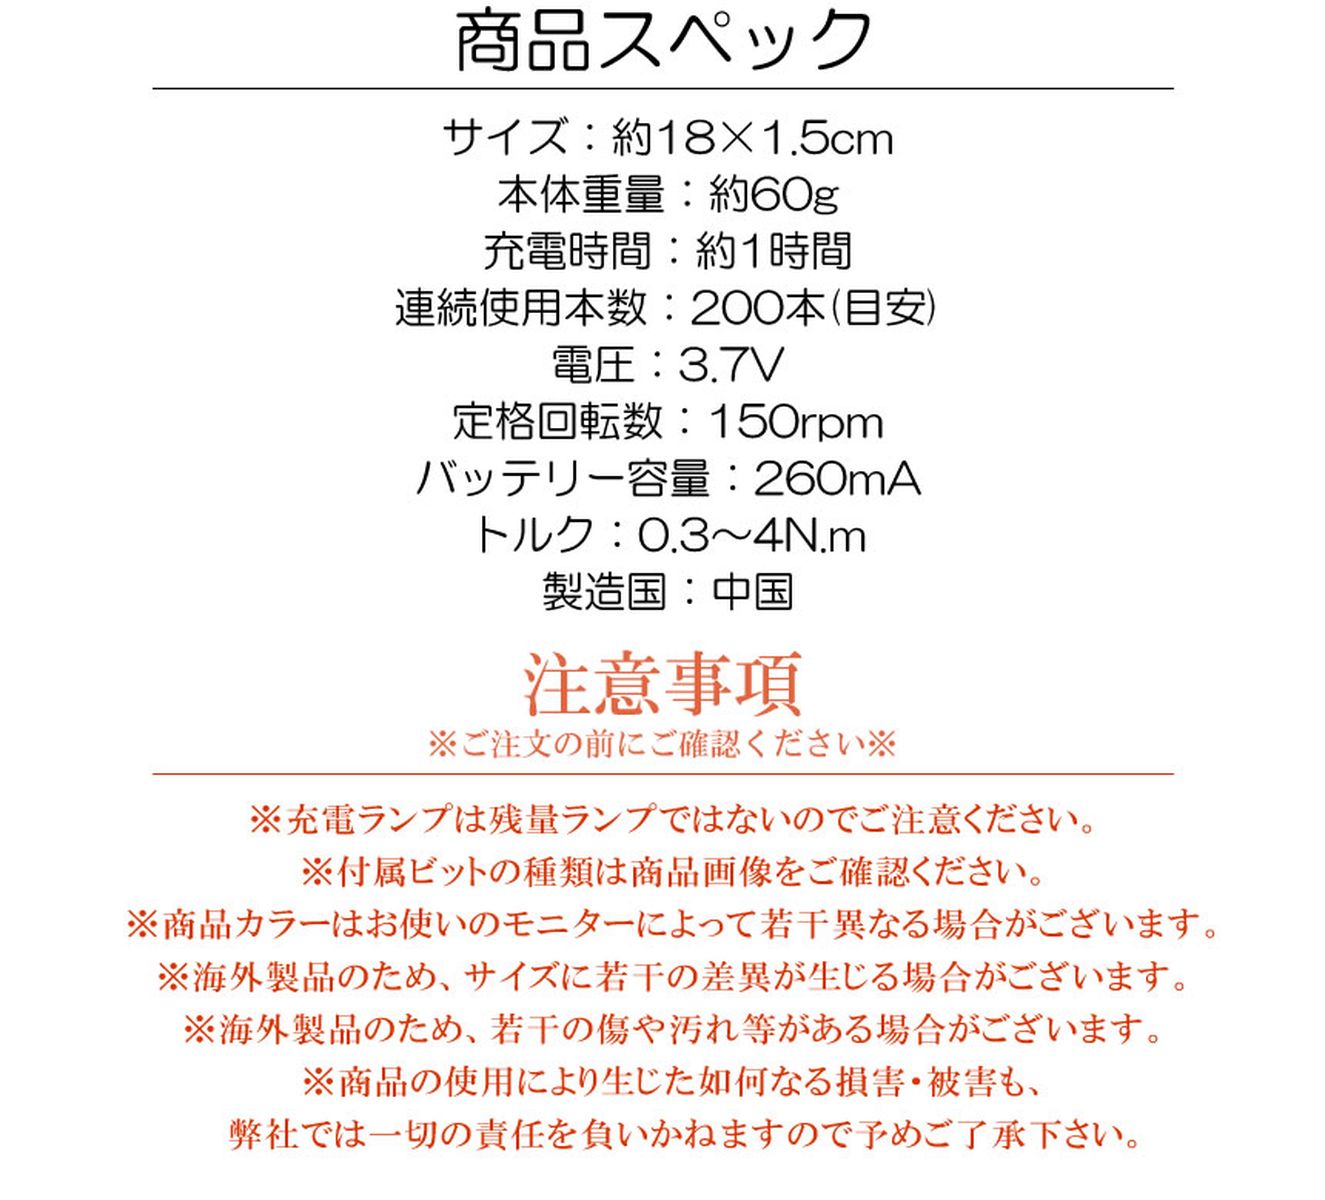 商品スペック
サイズ：約18×1.5cm
本体重量：約60g
充電時間：約1時間
連続使用本数：200本(目安)
電圧：3.7V
定格回転数：150rpm
バッテリー容量：260mA
トルク：0.3〜4N.m
製造国：中国
注意事項
※ご注文の前にご確認ください※
※充電ランプは残量ランプではないのでご注意ください。
※付属ビットの種類は商品画像をご確認ください。
※商品カラーはお使いのモニターによって若干異なる場合がございます。
※海外製品のため、サイズに若干の差異が生じる場合がございます。
※海外製品のため、若干の傷や汚れ等がある場合がございます。
※商品の使用により生じた如何なる損害・被害も、
弊社では一切の責任を負いかねますので予めご了承下さい。